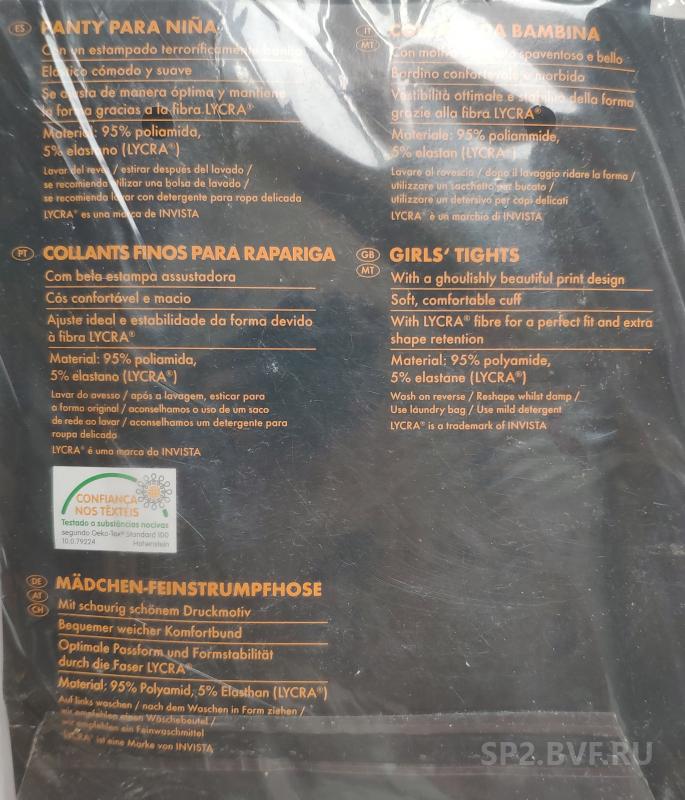 ES PANTY PARA NIÑA
Con un estampado terroríficamente bonito
Elástico cómodo y suave
Se ajusta de manera óptima y mantiene
la forma gracias a la fibra LYCRA®
Material: 95% poliamida,
5% elastano (LYCRA®)
Lavar del revés / estirar después del lavado /
se recomienda utilizar una bolsa de lavado /
se recomienda lavar con detergente para ropa delicada
LYCRA® es una marca de INVISTA
IT MT DA BAMBINA
Con motivo spaventoso e bello
Bordino confortevole e morbido
Vestibilità ottimale e stabilità della forma
grazie alla fibra LYCRA®
Materiale: 95% poliammide,
5% elastan (LYCRA®)
Lavare al rovescio / dopo il lavaggio ridare la forma /
utilizzare un sacchetto per bucato /
utilizzare un detersivo per capi delicati
LYCRA® è un marchio di INVISTA
PT COLLANTS FINOS PARA RAPARIGA
Com bela estampa assustadora
Cós confortável e macio
Ajuste ideal e estabilidade da forma devido
à fibra LYCRA®
Material: 95% poliamida,
5% elastano (LYCRA®)
Lavar do avesso / após a lavagem, esticar para
a forma original / aconselhamos o uso de um saco
de rede ao lavar / aconselhamos um detergente para
roupa delicada
LYCRA® é uma marca da INVISTA
GB MT GIRLS' TIGHTS
With a ghoulishly beautiful print design
Soft, comfortable cuff
With LYCRA® fibre for a perfect fit and extra
shape retention
Material: 95% polyamide,
5% elastane (LYCRA®)
Wash on reverse / Reshape whilst damp /
Use laundry bag / Use mild detergent
LYCRA® is a trademark of INVISTA
CONFIANÇA
NOS TÊXTEIS
Testado a substâncias nocivas
segundo Oeko-Tex® Standard 100
10.0.79224 Hohenstein
DE AT CH MÄDCHEN-FEINSTRUMPFHOSE
Mit schaurig schönem Druckmotiv
Bequemer weicher Komfortbund
Optimale Passform und Formstabilität
durch die Faser LYCRA®
Material: 95% Polyamid, 5% Elasthan (LYCRA®)
Auf links waschen / nach dem Waschen in Form ziehen /
wir empfehlen einen Wäschebeutel /
wir empfehlen ein Feinwaschmittel
LYCRA® ist eine Marke von INVISTA
SP2.BVF.RU